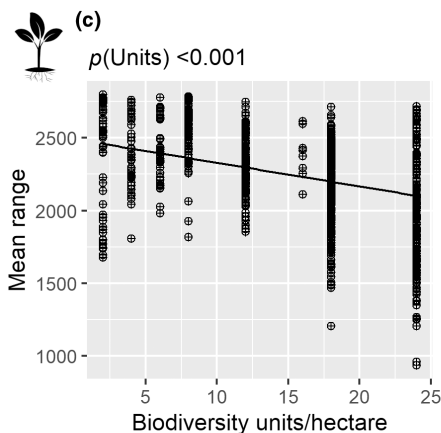 (c)
p(Units) <0.001
Mean range
2500
2000
1500
1000
5 10 15 20 25
Biodiversity units/hectare